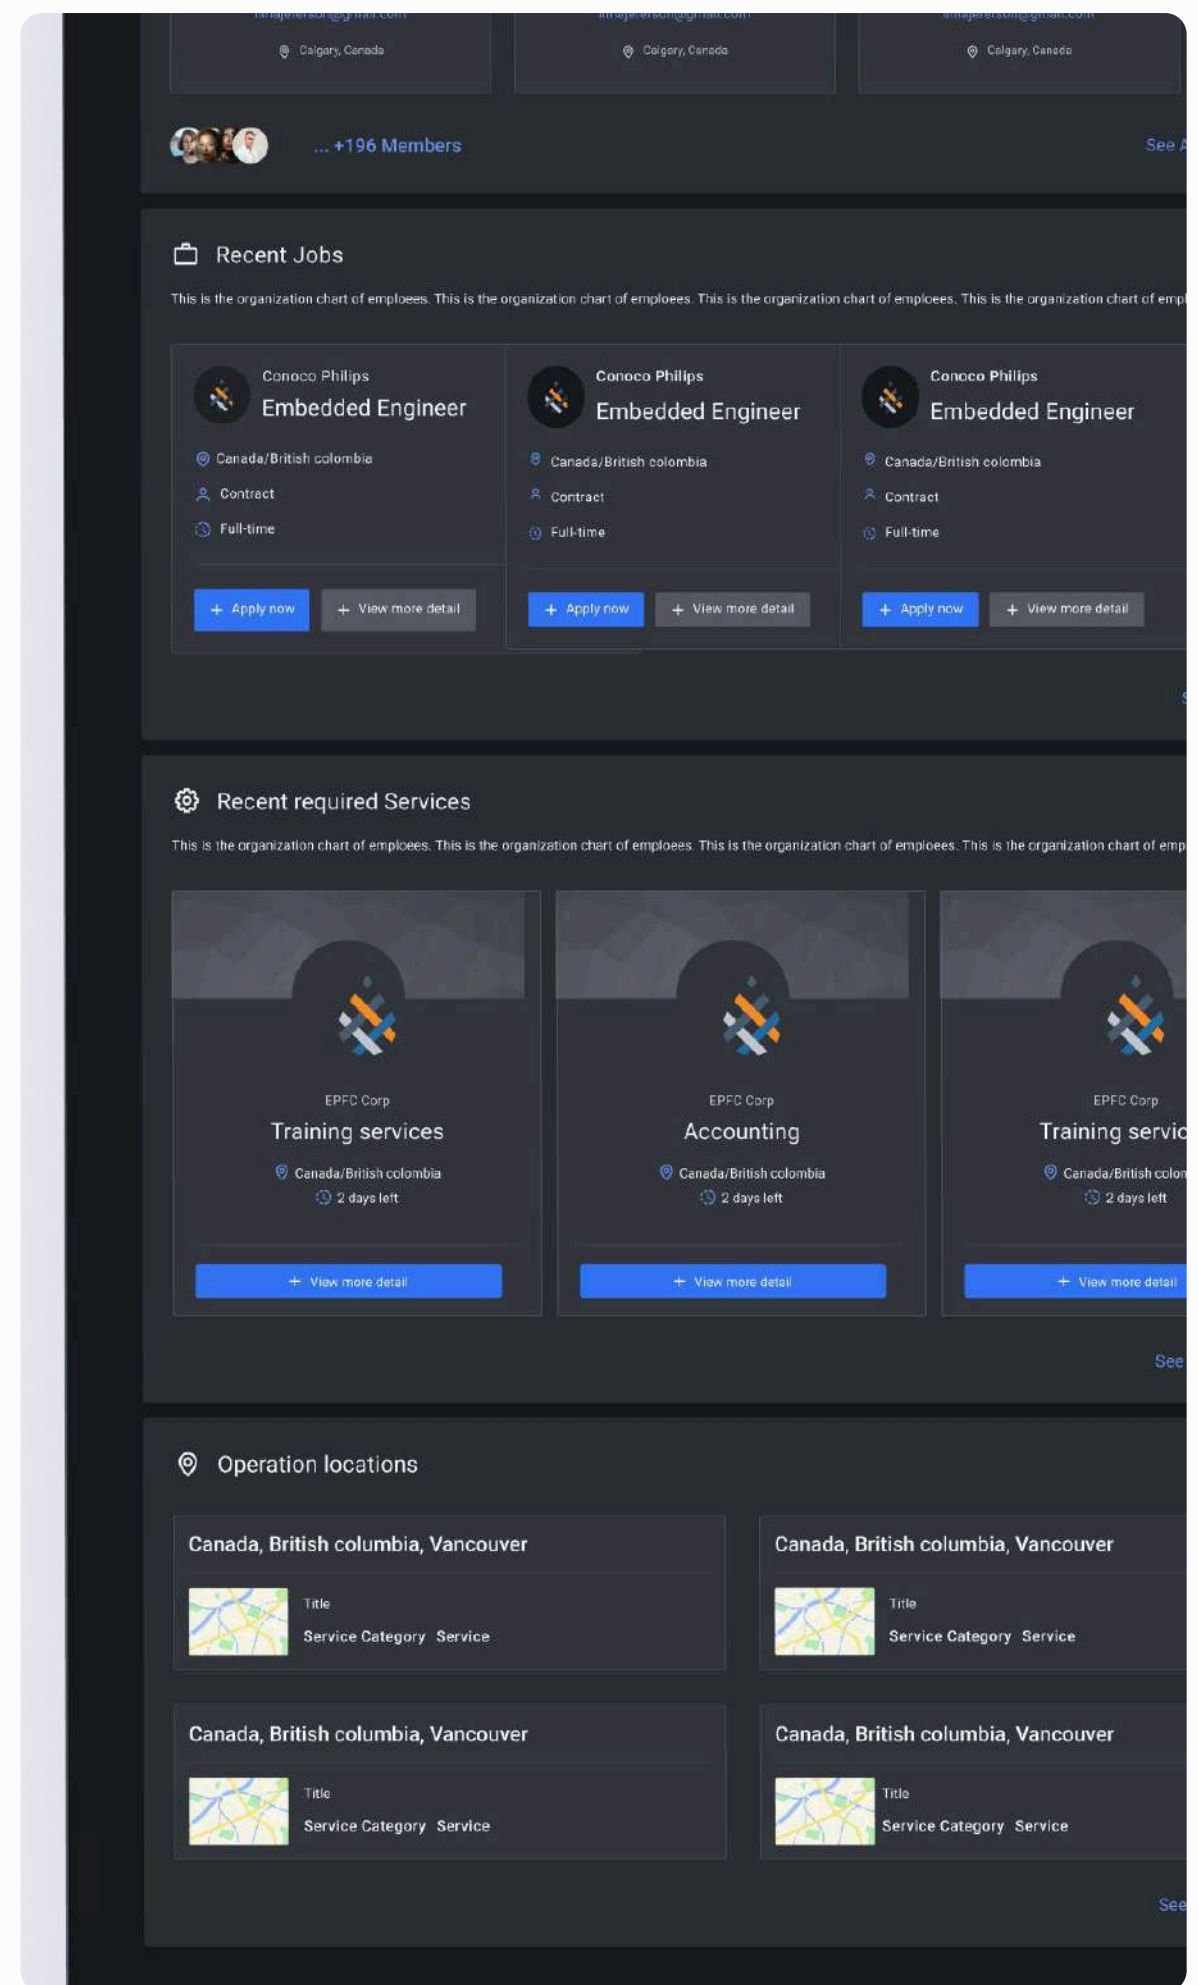 Calgary, Canada
Calgary, Canada
Calgary, Canada
... +196 Members
See
Recent Jobs
This is the organization chart of emploees. This is the organization chart of emploees. This is the organization chart of emploees. This is the organization chart of
Conoco Philips
Embedded Engineer
Canada/British colombia
Contract
Full-time
+ Apply now + View more detail
Conoco Philips
Embedded Engineer
Canada/British colombia
Contract
Full-time
+ Apply now + View more detail
Conoco Philips
Embedded Engineer
Canada/British colombia
Contract
Full-time
+ Apply now + View more detail
Recent required Services
This is the organization chart of emploees. This is the organization chart of emploees. This is the organization chart of emploees. This is the organization chart of
EPFC Corp
Training services
Canada/British colombia
2 days left
+ View more detail
EPFC Corp
Accounting
Canada/British colombia
2 days left
+ View more detail
EPFC Corp
Training servic
Canada/British colom
2 days left
+ View more detail
See
Operation locations
Canada, British columbia, Vancouver
Title
Service Category Service
Canada, British columbia, Vancouver
Title
Service Category Service
Canada, British columbia, Vancouver
Title
Service Category Service
Canada, British columbia, Vancouver
Title
Service Category Service
See